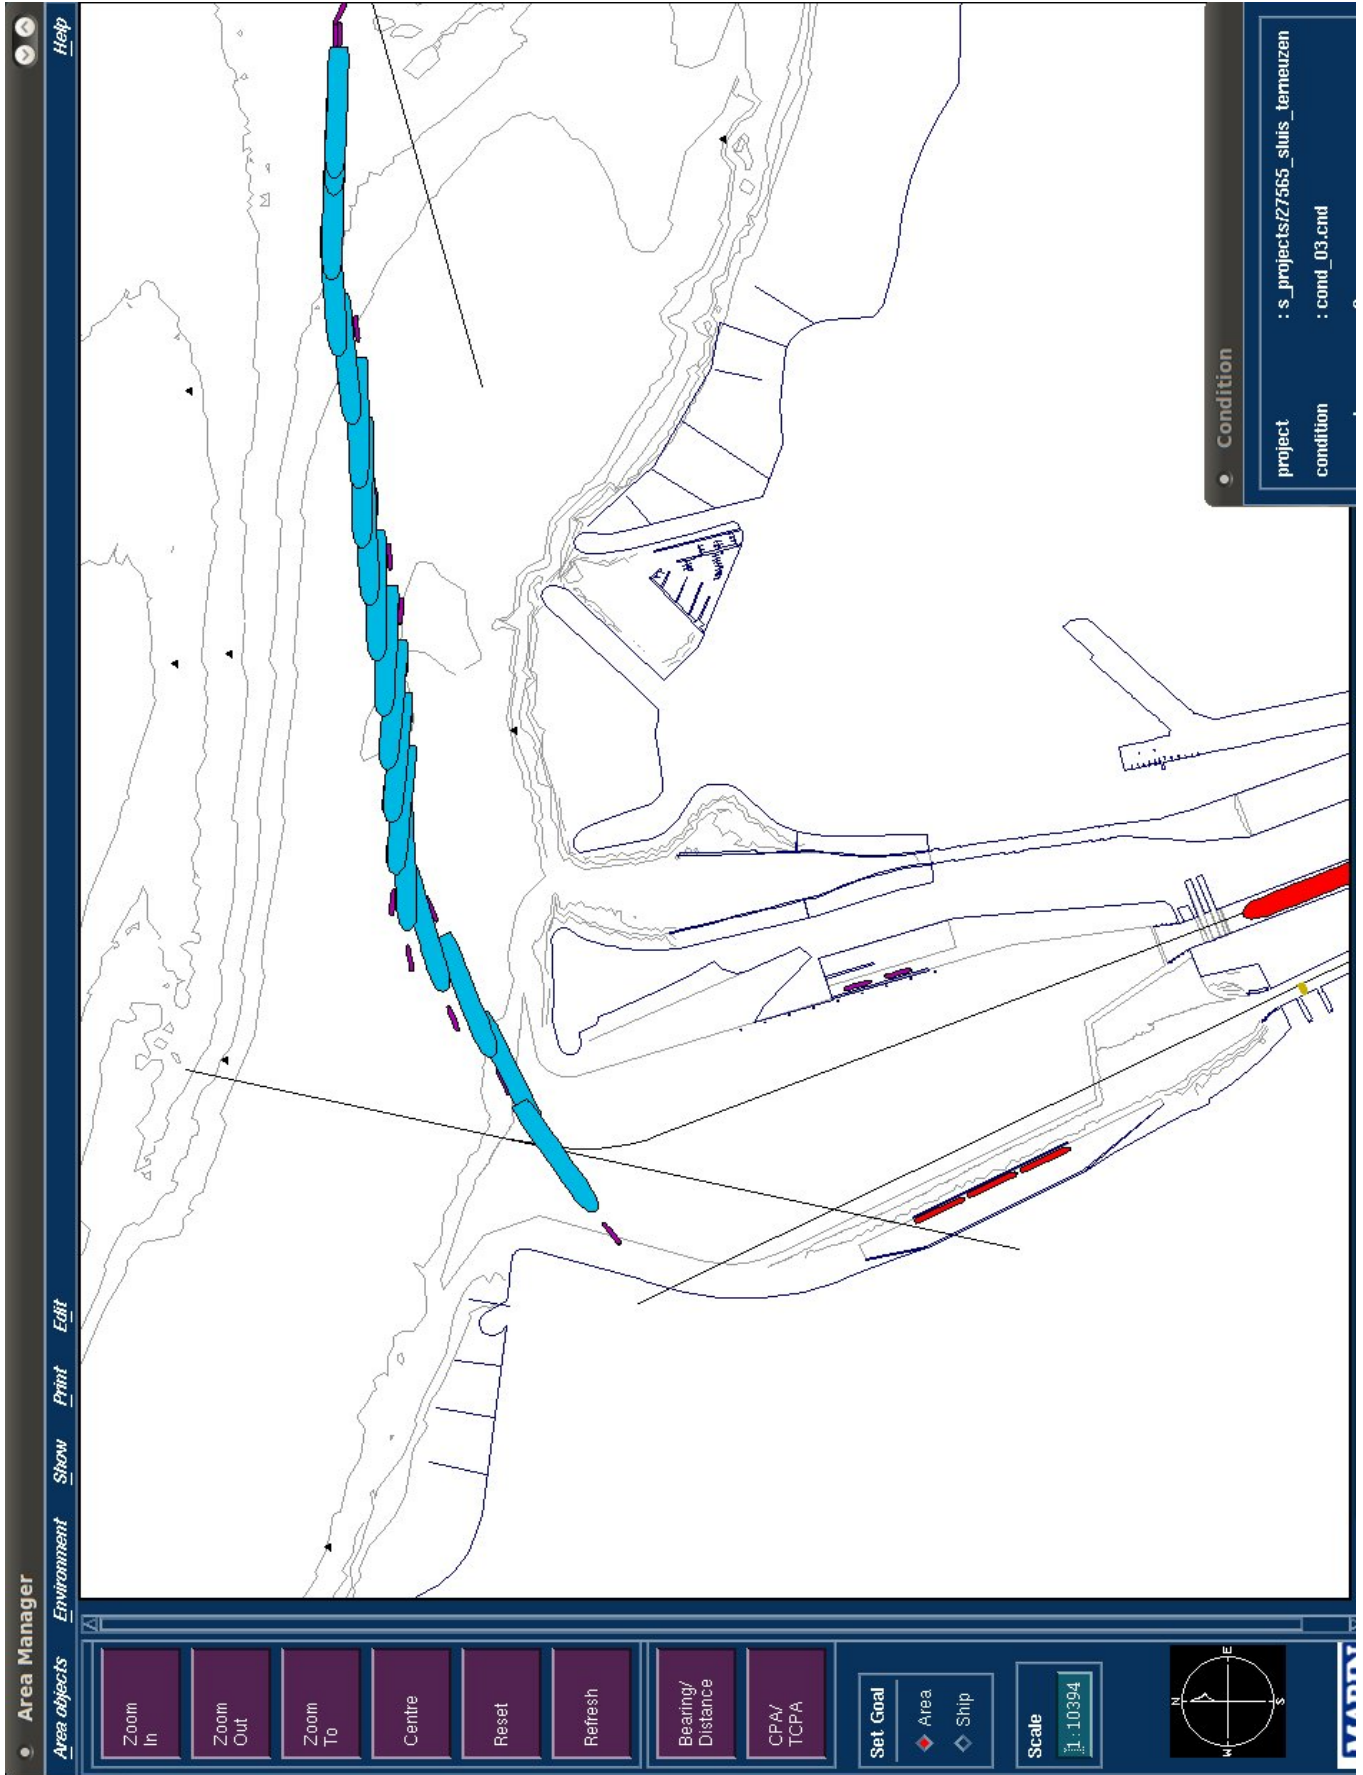 Area Manager
Area objects
Environment
Show
Print
Edit
Help
Zoom
In
Zoom
Out
Zoom
To
Centre
Reset
Refresh
Bearing/
Distance
CPA/
TCPA
Set Goal
Area
Ship
Scale
1 : 10394
N
W
E
S
Condition
project : s_projects/27565_sluis_terneuzen
condition : cond_03.cnd